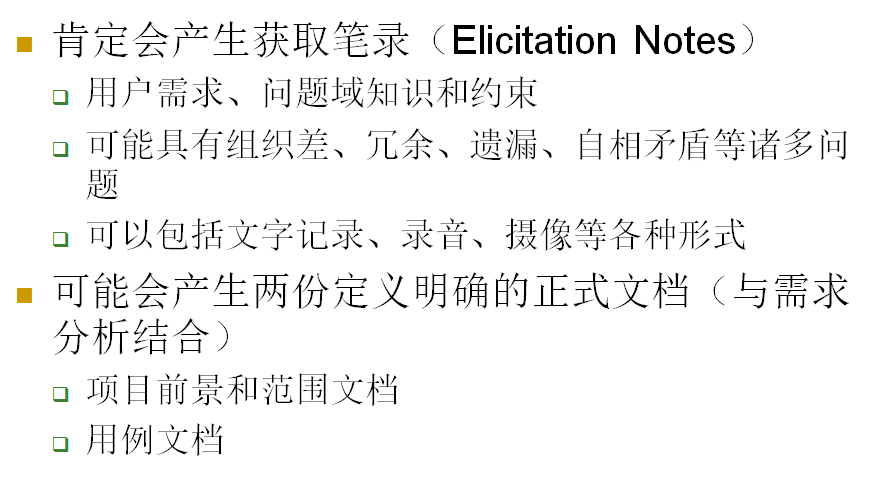 肯定会产生获取笔录（Elicitation Notes）
用户需求、问题域知识和约束
可能具有组织差、冗余、遗漏、自相矛盾等诸多问
题
可以包括文字记录、录音、摄像等各种形式
可能会产生两份定义明确的正式文档（与需求
分析结合）
项目前景和范围文档
用例文档